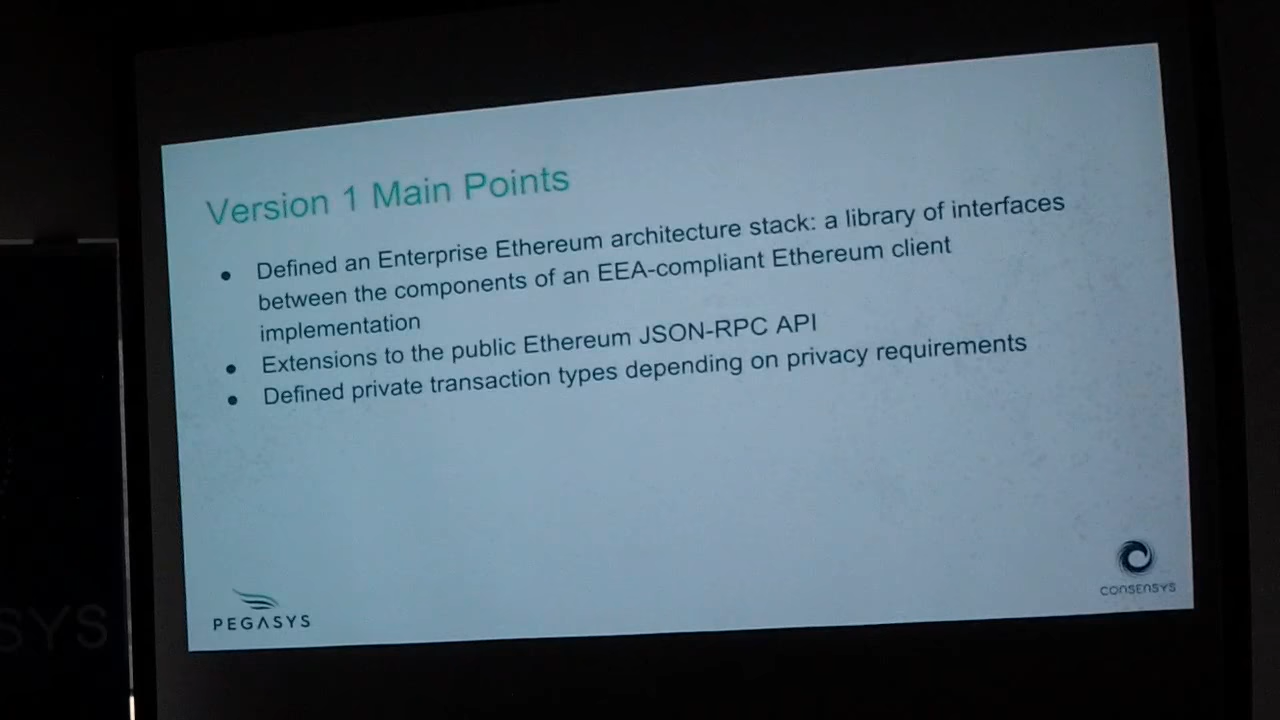 Version 1 Main Points
● Defined an Enterprise Ethereum architecture stack: a library of interfaces
between the components of an EEA-compliant Ethereum client
implementation
● Extensions to the public Ethereum JSON-RPC API
● Defined private transaction types depending on privacy requirements
PEGASYS
CONSENSYS
SYS